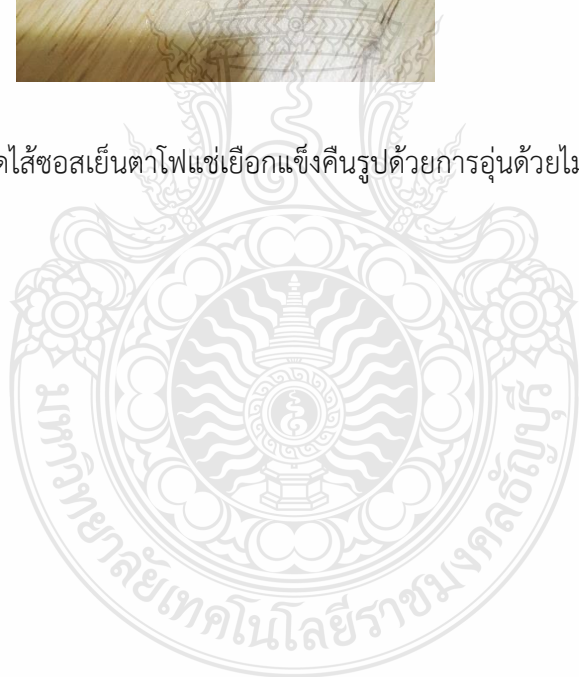 ดไส้ซอสเย็นตาโฟแช่เยือกแข็งคืนรูปด้วยการอุ่นด้วยไม
มหาวิทยาลัยเทคโนโลยีราชมงคลธัญบุรี